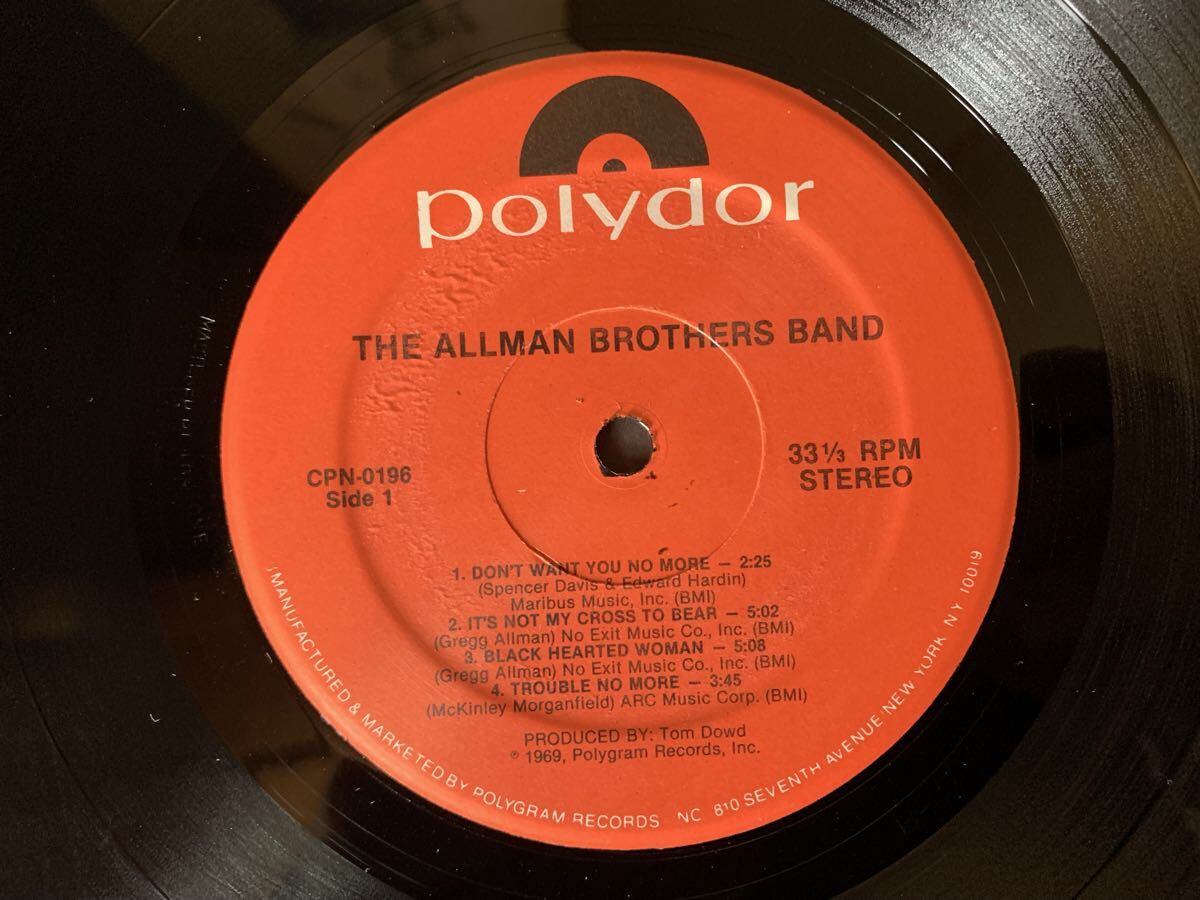 polydor
THE ALLMAN BROTHERS BAND
CPN-0196
Side 1
33⅓ RPM
STEREO
1. DON'T WANT YOU NO MORE — 2:25
(Spencer Davis & Edward Hardin)
Maribus Music, Inc. (BMI)
2. IT'S NOT MY CROSS TO BEAR — 5:02
(Gregg Allman) No Exit Music Co., Inc. (BMI)
3. BLACK HEARTED WOMAN — 5:08
(Gregg Allman) No Exit Music Co., Inc. (BMI)
4. TROUBLE NO MORE — 3:45
(McKinley Morganfield) ARC Music Corp. (BMI)
PRODUCED BY: Tom Dowd
℗ 1969, Polygram Records, Inc.
MANUFACTURED & MARKETED BY POLYGRAM RECORDS NC 810 SEVENTH AVENUE NEW YORK NY 10019